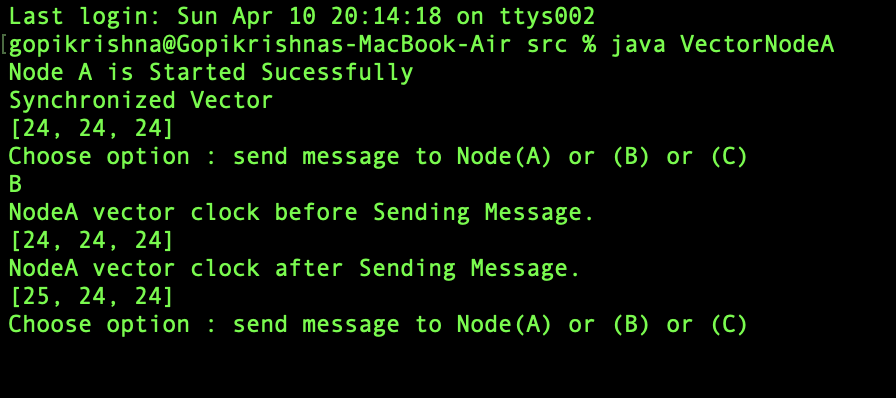 Last login: Sun Apr 10 20:14:18 on ttys002
[gopikrishna@Gopikrishnas-MacBook-Air src % java VectorNodeA
Node A is Started Sucessfully
Synchronized Vector
[24, 24, 24]
Choose option : send message to Node(A) or (B) or (C)
B
NodeA vector clock before Sending Message.
[24, 24, 24]
NodeA vector clock after Sending Message.
[25, 24, 24]
Choose option : send message to Node(A) or (B) or (C)